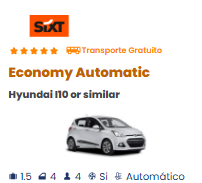 SIXT
Transporte Gratuito
Economy Automatic
Hyundai I10 or similar
1.5 4 4 Si Automático